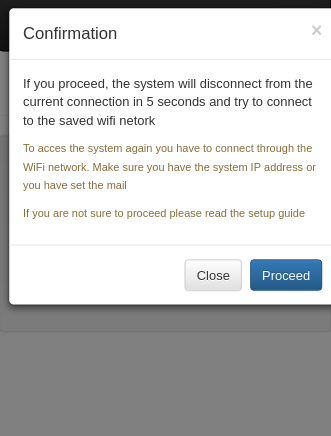 Confirmation ×
If you proceed, the system will disconnect from the
current connection in 5 seconds and try to connect
to the saved wifi netork
To acces the system again you have to connect through the
WiFi network. Make sure you have the system IP address or
you have set the mail
If you are not sure to proceed please read the setup guide
Close Proceed